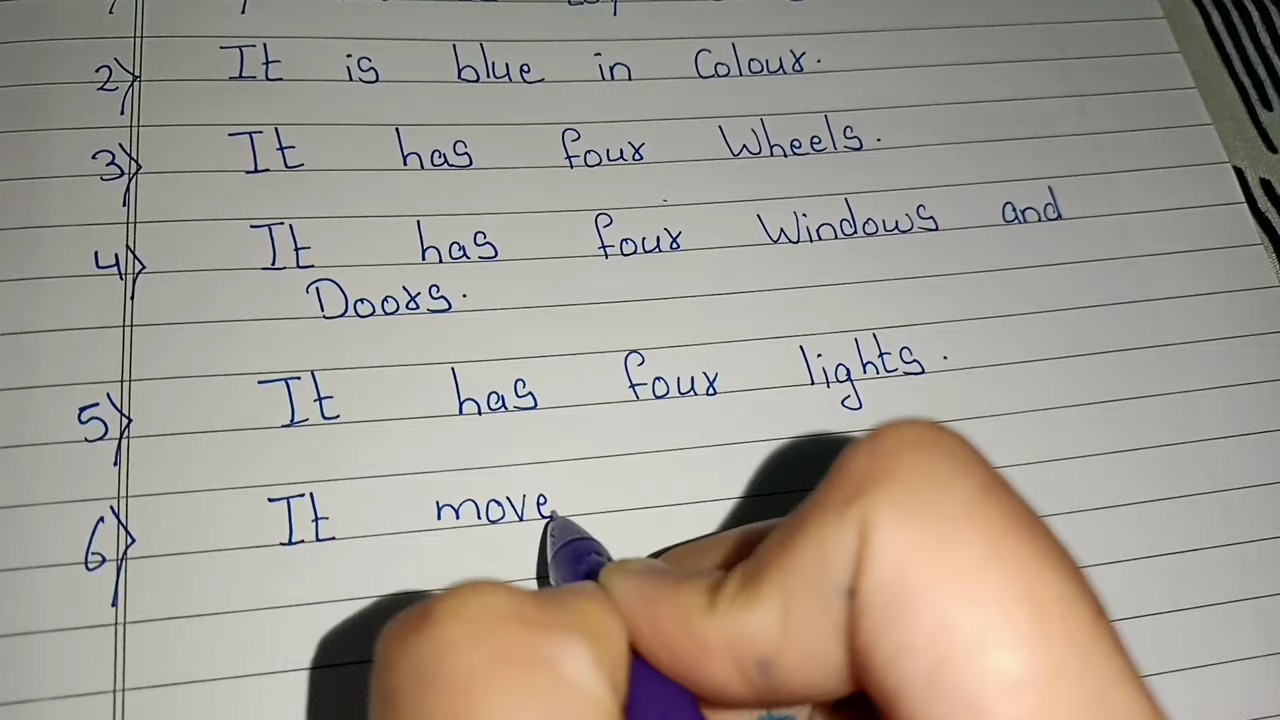 2) It is blue in Colour.
3) It has four Wheels.
4) It has four Windows and
Doors.
5) It has four lights.
6) It move